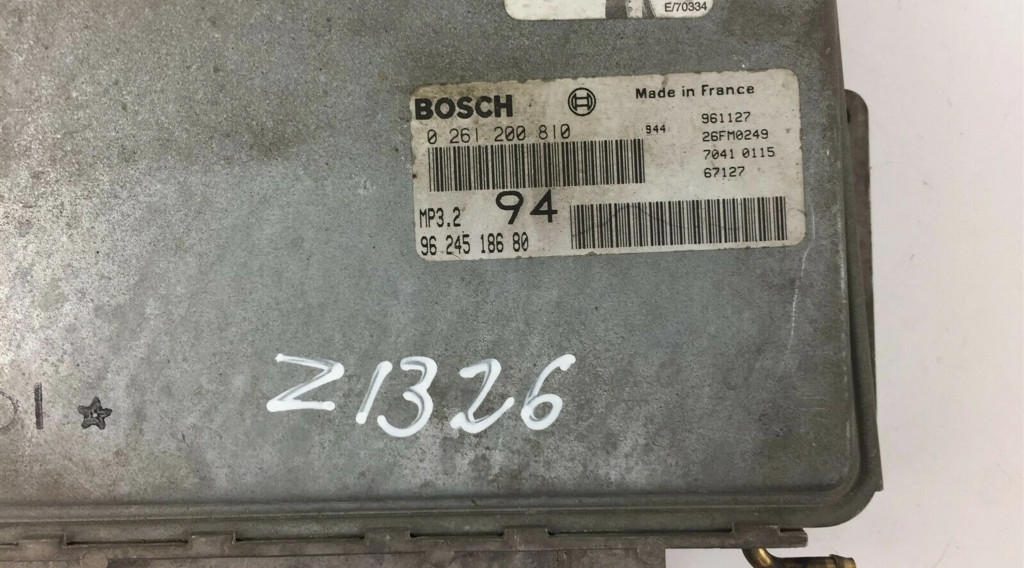 E/70334
BOSCH Made in France
0 261 200 810 944 961127
26FM0249
7041 0115
67127
MP3.2 94
96 245 186 80
Z1326